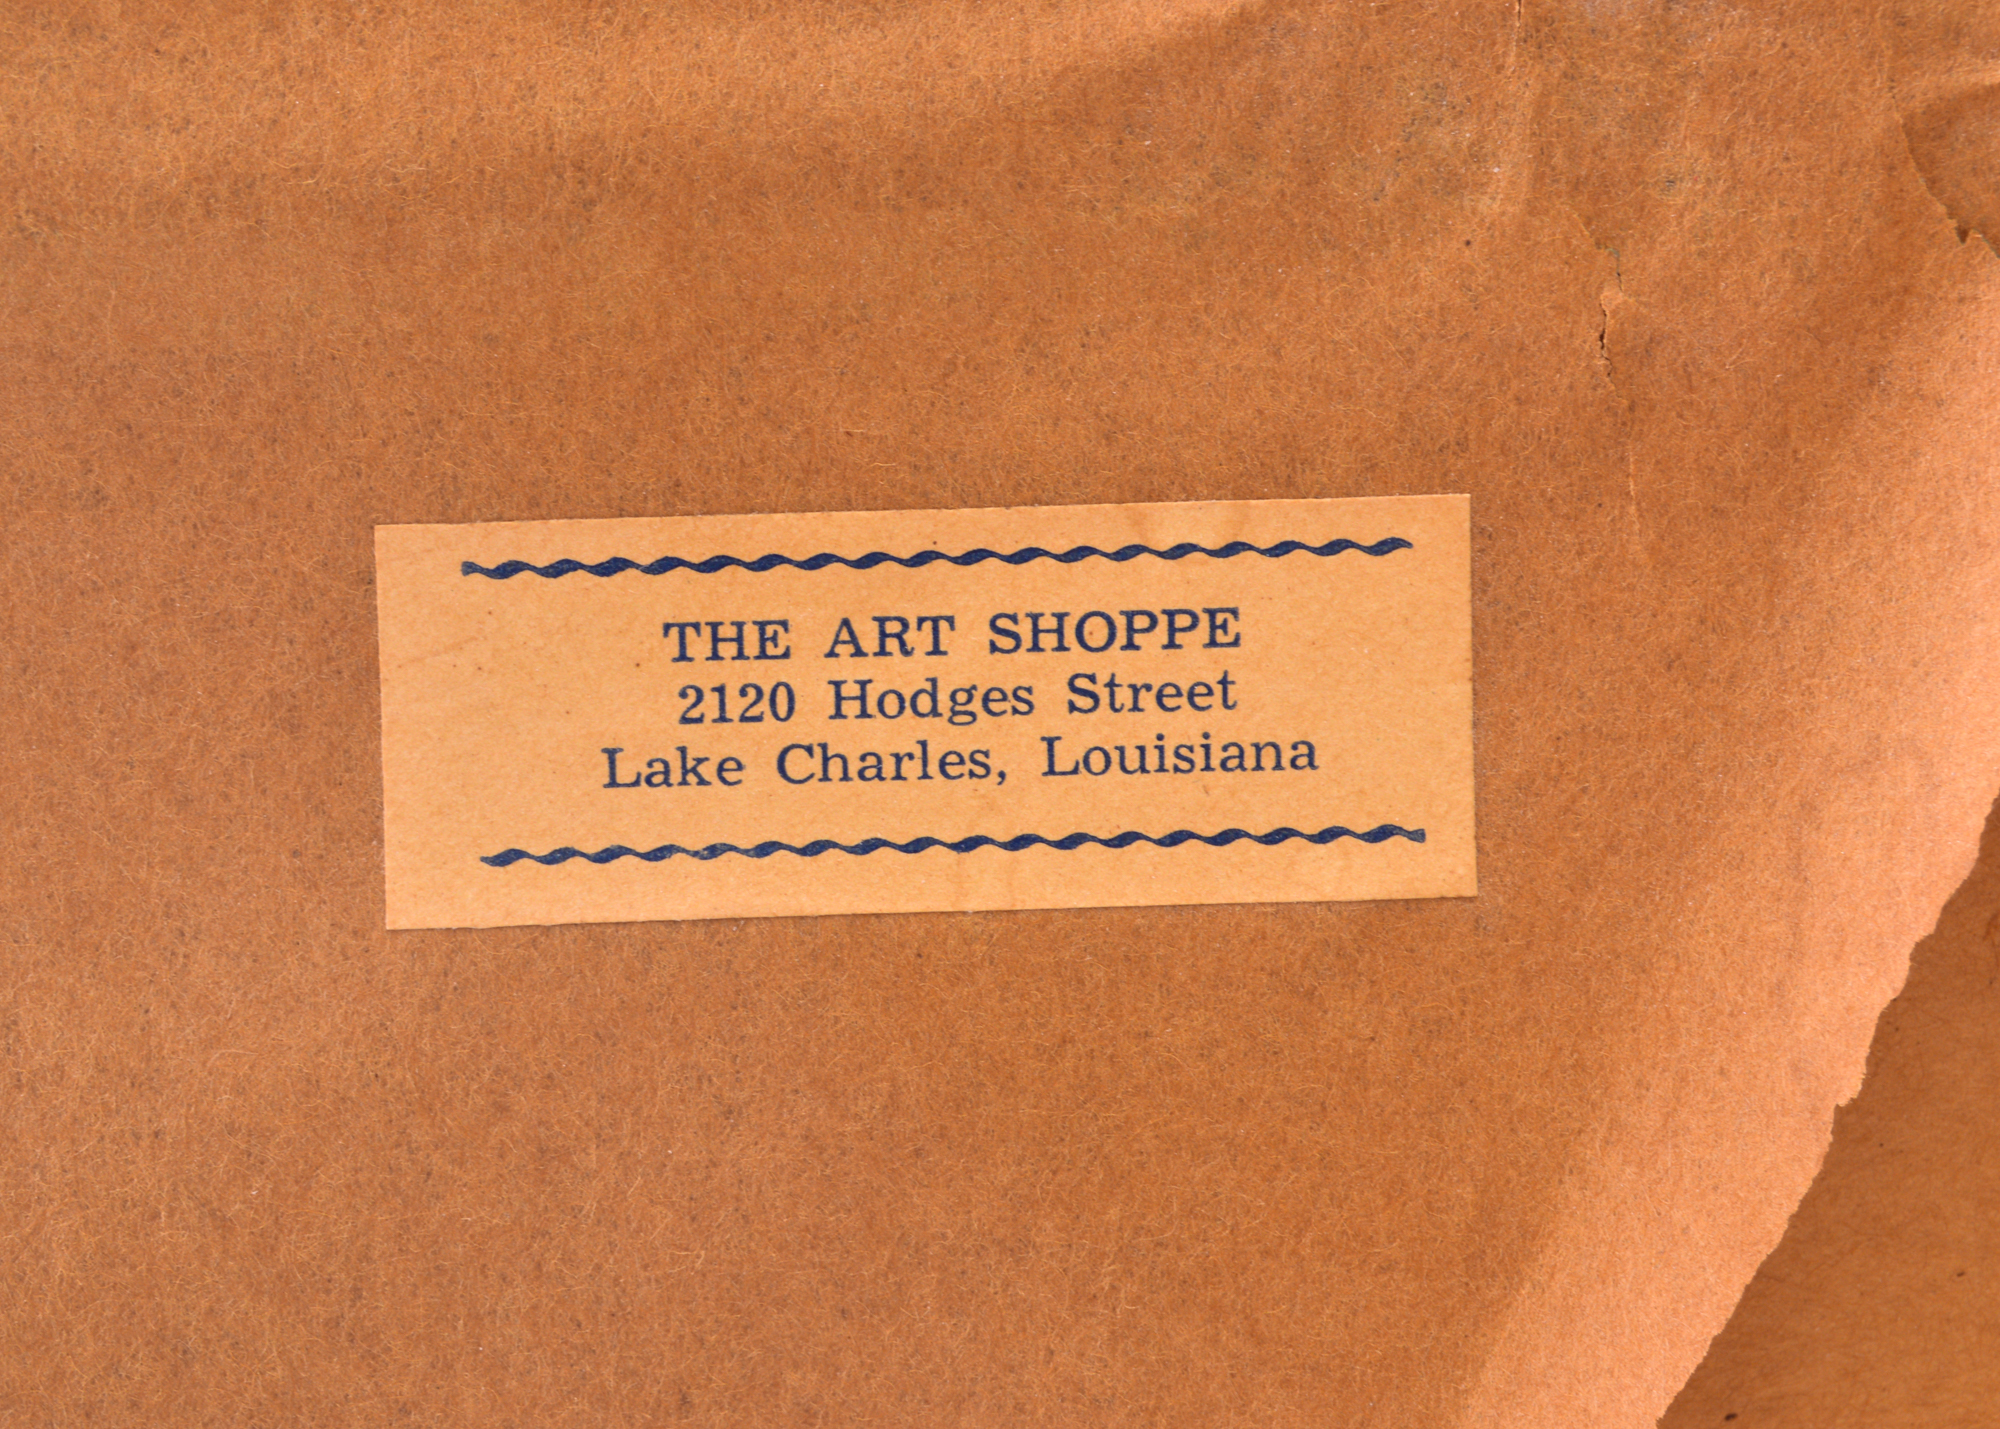 THE ART SHOPPE
2120 Hodges Street
Lake Charles, Louisiana